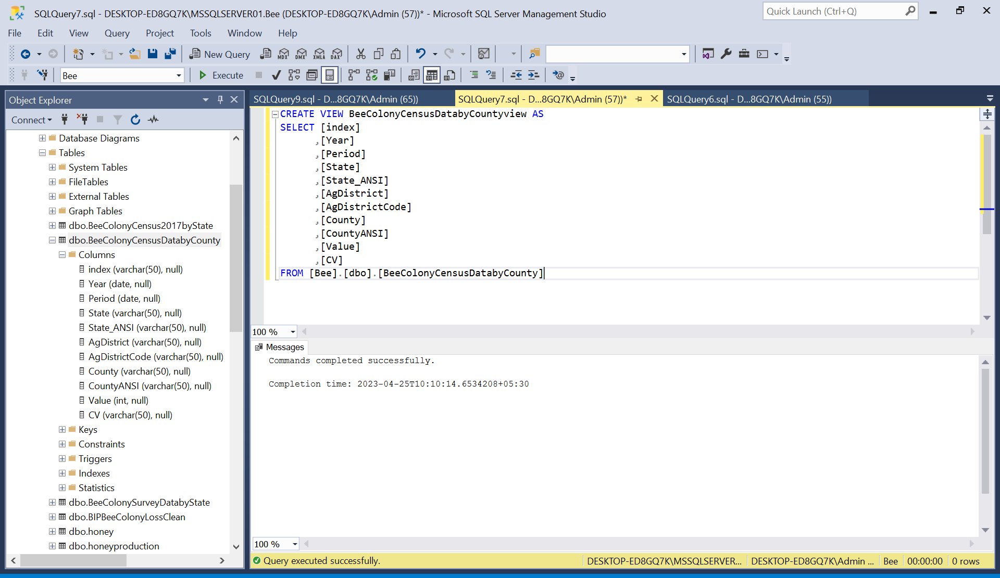 SQLQuery7.sql - DESKTOP-ED8GQ7K\MSSQLSERVER01.Bee (DESKTOP-ED8GQ7K\Admin (57))* - Microsoft SQL Server Management Studio
Quick Launch (Ctrl+Q)
File Edit View Query Project Tools Window Help
New Query MDX DMX XMLA DAX
Bee Execute
Object Explorer
Connect
Database Diagrams
Tables
System Tables
FileTables
External Tables
Graph Tables
dbo.BeeColonyCensus2017byState
dbo.BeeColonyCensusDatabyCounty
Columns
index (varchar(50), null)
Year (date, null)
Period (date, null)
State (varchar(50), null)
State_ANSI (varchar(50), null)
AgDistrict (varchar(50), null)
AgDistrictCode (varchar(50), null)
County (varchar(50), null)
CountyANSI (varchar(50), null)
Value (int, null)
CV (varchar(50), null)
Keys
Constraints
Triggers
Indexes
Statistics
dbo.BeeColonySurveyDatabyState
dbo.BIPBeeColonyLossClean
dbo.honey
dbo.honeyproduction
SQLQuery9.sql - D...8GQ7K\Admin (65)) SQLQuery7.sql - D...8GQ7K\Admin (57))* SQLQuery6.sql - D...8GQ7K\Admin (55))
CREATE VIEW BeeColonyCensusDatabyCountyview AS
SELECT [index]
,[Year]
,[Period]
,[State]
,[State_ANSI]
,[AgDistrict]
,[AgDistrictCode]
,[County]
,[CountyANSI]
,[Value]
,[CV]
FROM [Bee].[dbo].[BeeColonyCensusDatabyCounty]
100 %
Messages
Commands completed successfully.
Completion time: 2023-04-25T10:10:14.6534208+05:30
100 %
Query executed successfully. DESKTOP-ED8GQ7K\MSSQLSERVER... DESKTOP-ED8GQ7K\Admin ... Bee 00:00:00 0 rows